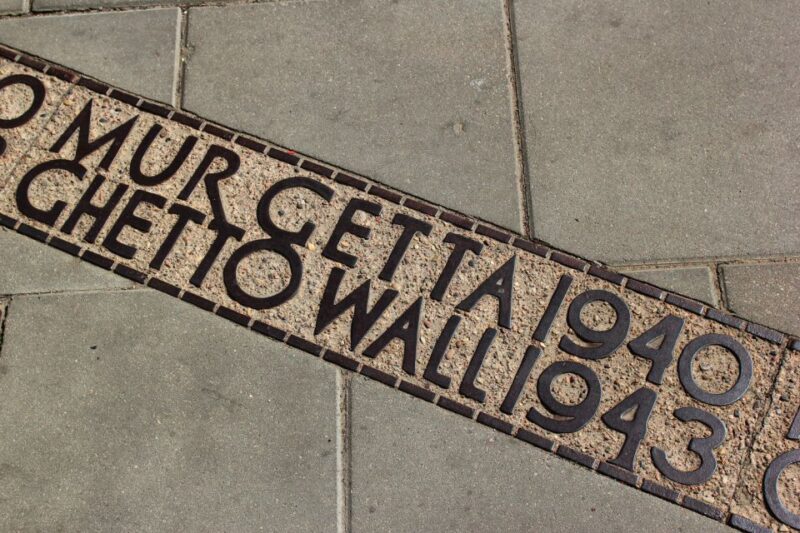 MUR GETTA 1940
GHETTO WALL 1943